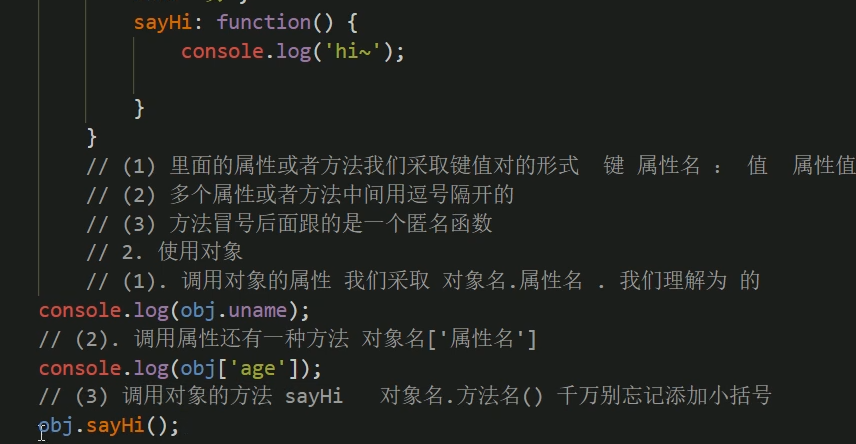 sayHi: function() {
console.log('hi~');
}
}
// (1) 里面的属性或者方法我们采取键值对的形式 键 属性名 : 值 属性值
// (2) 多个属性或者方法中间用逗号隔开的
// (3) 方法冒号后面跟的是一个匿名函数
// 2. 使用对象
// (1). 调用对象的属性 我们采取 对象名.属性名 . 我们理解为 的
console.log(obj.uname);
// (2). 调用属性还有一种方法 对象名['属性名']
console.log(obj['age']);
// (3) 调用对象的方法 sayHi 对象名.方法名() 千万别忘记添加小括号
obj.sayHi();